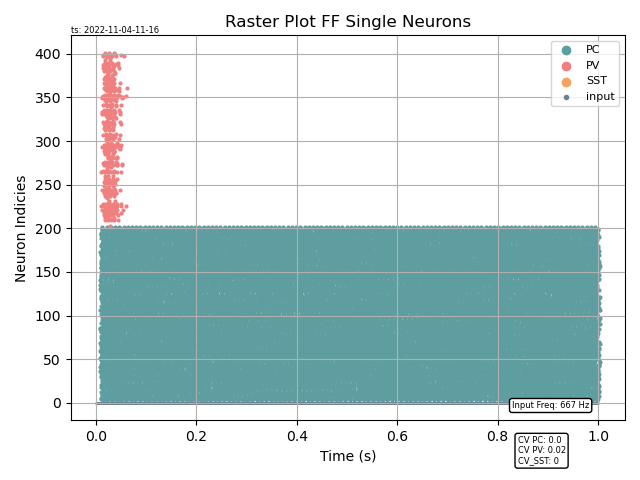 Raster Plot FF Single Neurons
ts: 2022-11-04-11-16
PC
PV
SST
input
Neuron Indicies
400
350
300
250
200
150
100
50
0
Input Freq: 667 Hz
0.0 0.2 0.4 0.6 0.8 1.0
Time (s)
CV PC: 0.0
CV PV: 0.02
CV_SST: 0